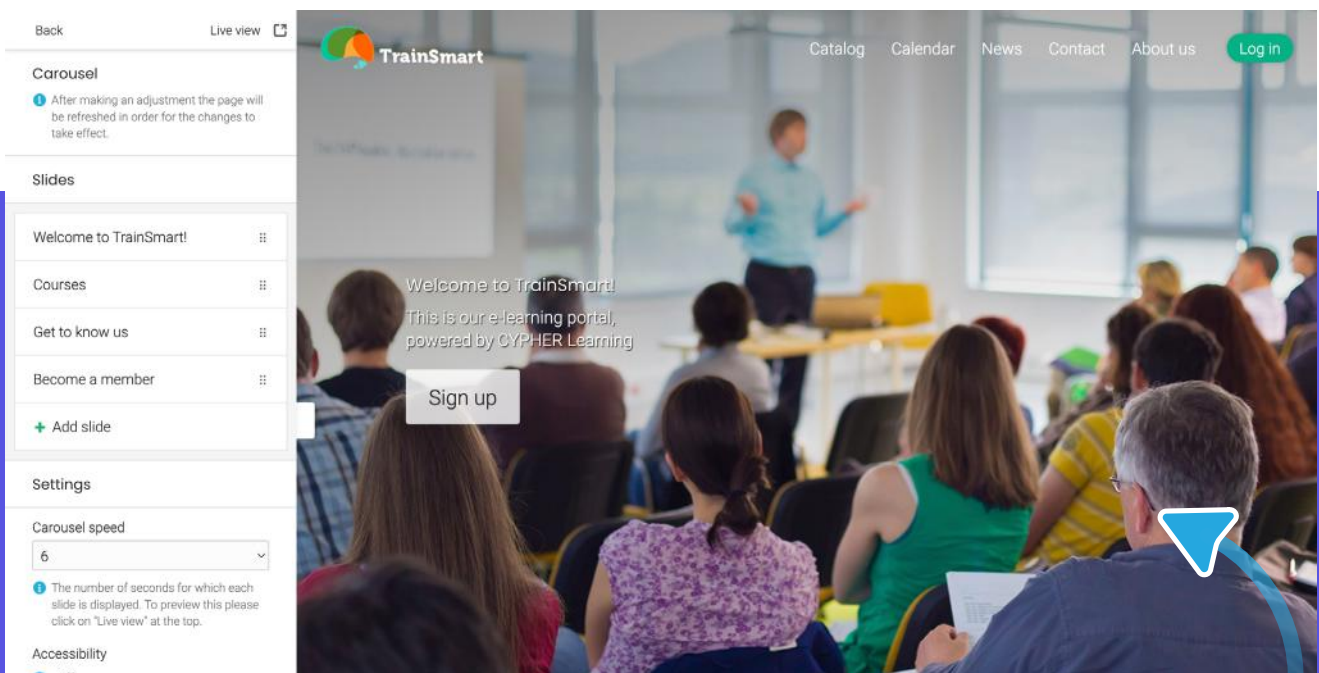 Back
Live view
Carousel
After making an adjustment the page will
be refreshed in order for the changes to
take effect.
Slides
Welcome to TrainSmart!
Courses
Get to know us
Become a member
+ Add slide
Settings
Carousel speed
6
The number of seconds for which each
slide is displayed. To preview this please
click on "Live view" at the top.
Accessibility
TrainSmart
Catalog
Calendar
News
Contact
About us
Log in
Welcome to TrainSmart!
This is our e-learning portal,
powered by CYPHER Learning
Sign up